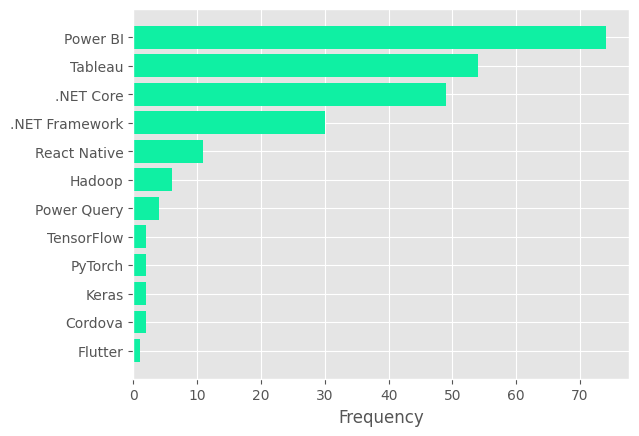 Power BI
Tableau
.NET Core
.NET Framework
React Native
Hadoop
Power Query
TensorFlow
PyTorch
Keras
Cordova
Flutter
0 10 20 30 40 50 60 70
Frequency